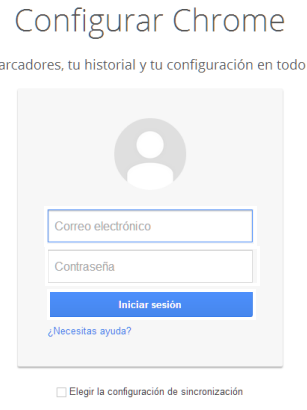 Configurar Chrome
arcadores, tu historial y tu configuración en todo
Correo electrónico
Contraseña
Iniciar sesión
¿Necesitas ayuda?
Elegir la configuración de sincronización